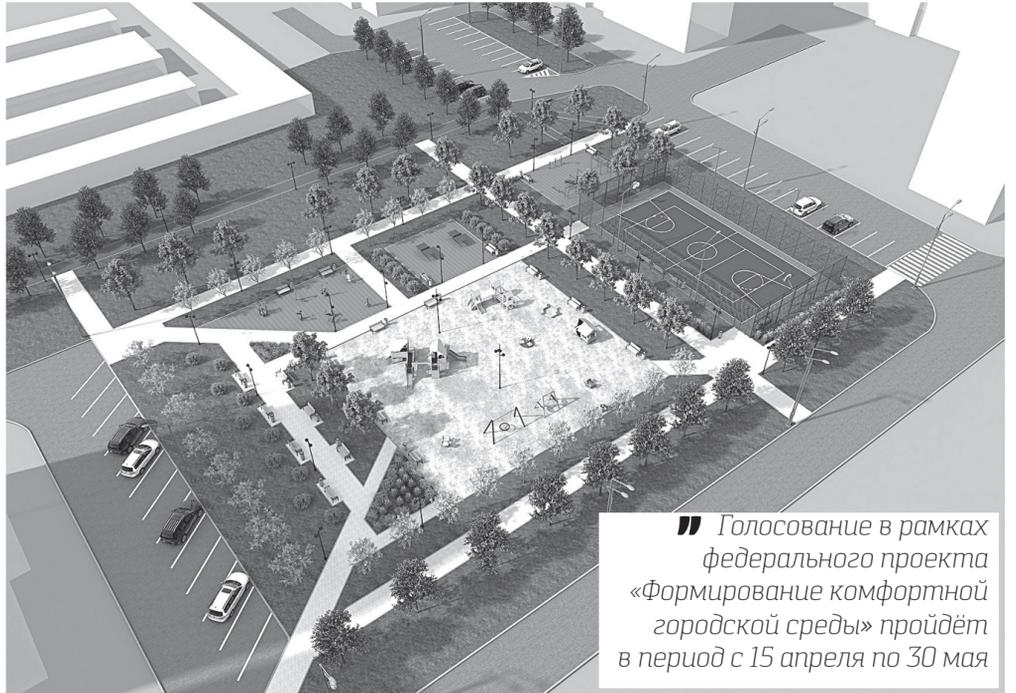 ❞ Голосование в рамках
федерального проекта
«Формирование комфортной
городской среды» пройдёт
в период с 15 апреля по 30 мая